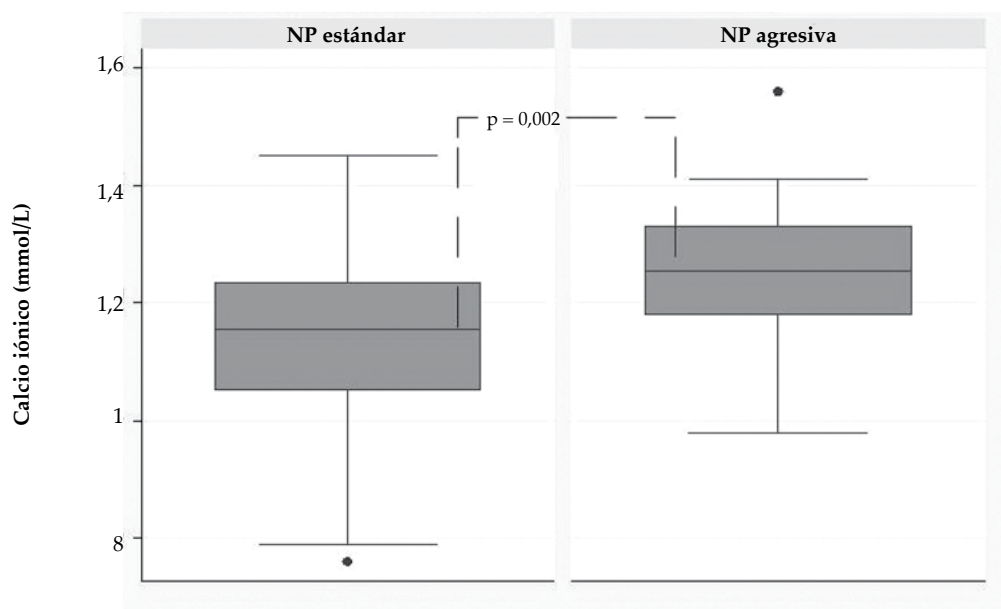 NP estándar
NP agresiva
1,6
p = 0,002
1,4
1,2
1
8
Calcio iónico (mmol/L)